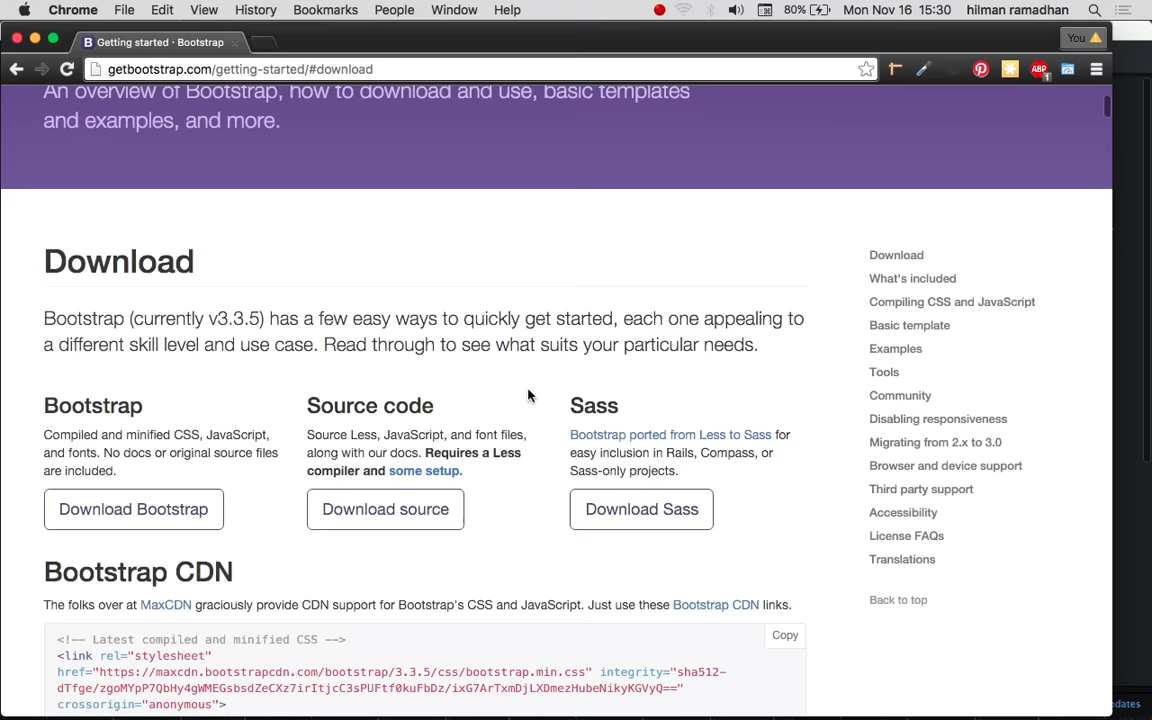 Chrome File Edit View History Bookmarks People Window Help 80% Mon Nov 16 15:30 hilman ramadhan
Getting started · Bootstrap You
getbootstrap.com/getting-started/#download ABP 1
An overview of Bootstrap, how to download and use, basic templates
and examples, and more.
Download
Bootstrap (currently v3.3.5) has a few easy ways to quickly get started, each one appealing to
a different skill level and use case. Read through to see what suits your particular needs.
Bootstrap
Compiled and minified CSS, JavaScript,
and fonts. No docs or original source files
are included.
Download Bootstrap
Source code
Source Less, JavaScript, and font files,
along with our docs. Requires a Less
compiler and some setup.
Download source
Sass
Bootstrap ported from Less to Sass for
easy inclusion in Rails, Compass, or
Sass-only projects.
Download Sass
Bootstrap CDN
The folks over at MaxCDN graciously provide CDN support for Bootstrap's CSS and JavaScript. Just use these Bootstrap CDN links.
Copy
<!-- Latest compiled and minified CSS -->
<link rel="stylesheet"
href="https://maxcdn.bootstrapcdn.com/bootstrap/3.3.5/css/bootstrap.min.css" integrity="sha512-
dTfge/zgoMYpP7QbHy4gWMEGsbsdZeCXz7irItjcC3sPUFtf0kuFbDz/ixG7ArTxmDjLXDmezHubeNikyKGVyQ=="
crossorigin="anonymous">
Download
What's included
Compiling CSS and JavaScript
Basic template
Examples
Tools
Community
Disabling responsiveness
Migrating from 2.x to 3.0
Browser and device support
Third party support
Accessibility
License FAQs
Translations
Back to top